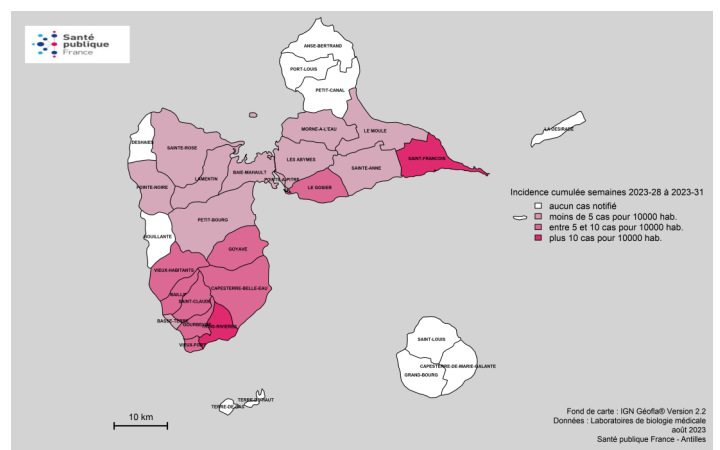 Santé
publique
France
ANSE-BERTRAND
PORT-LOUIS
PETIT-CANAL
LA DESIRADE
MORNE-A-L'EAU
LE MOULE
DESHAIES
SAINTE-ROSE
LES ABYMES
SAINT-FRANCOIS
SAINTE-ANNE
BAIE-MAHAULT
LAMENTIN
POINTE-A-PITRE
POINTE-NOIRE
LE GOSIER
PETIT-BOURG
BOUILLANTE
GOYAVE
VIEUX-HABITANTS
CAPESTERRE-BELLE-EAU
BAILLIF
SAINT-CLAUDE
BASSE-TERRE
GOURBEYRE
TROIS-RIVIERES
VIEUX-FORT
SAINT-LOUIS
CAPESTERRE-DE-MARIE-GALANTE
GRAND-BOURG
TERRE-DE-HAUT
TERRE-DE-BAS
Incidence cumulée semaines 2023-28 à 2023-31
aucun cas notifié
moins de 5 cas pour 10000 hab.
entre 5 et 10 cas pour 10000 hab.
plus 10 cas pour 10000 hab.
10 km
Fond de carte : IGN Géofla® Version 2.2
Données : Laboratoires de biologie médicale
août 2023
Santé publique France - Antilles